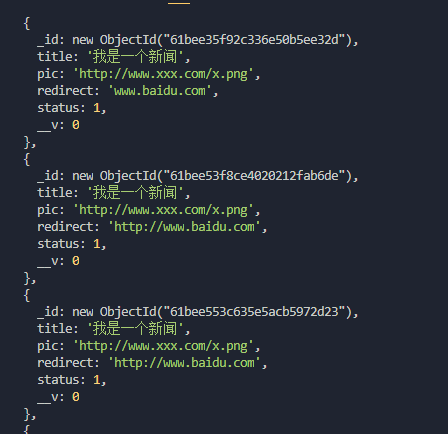 {
_id: new ObjectId("61bee35f92c336e50b5ee32d"),
title: '我是一个新闻',
pic: 'http://www.xxx.com/x.png',
redirect: 'www.baidu.com',
status: 1,
__v: 0
},
{
_id: new ObjectId("61bee53f8ce4020212fab6de"),
title: '我是一个新闻',
pic: 'http://www.xxx.com/x.png',
redirect: 'http://www.baidu.com',
status: 1,
__v: 0
},
{
_id: new ObjectId("61bee553c635e5acb5972d23"),
title: '我是一个新闻',
pic: 'http://www.xxx.com/x.png',
redirect: 'http://www.baidu.com',
status: 1,
__v: 0
},
{